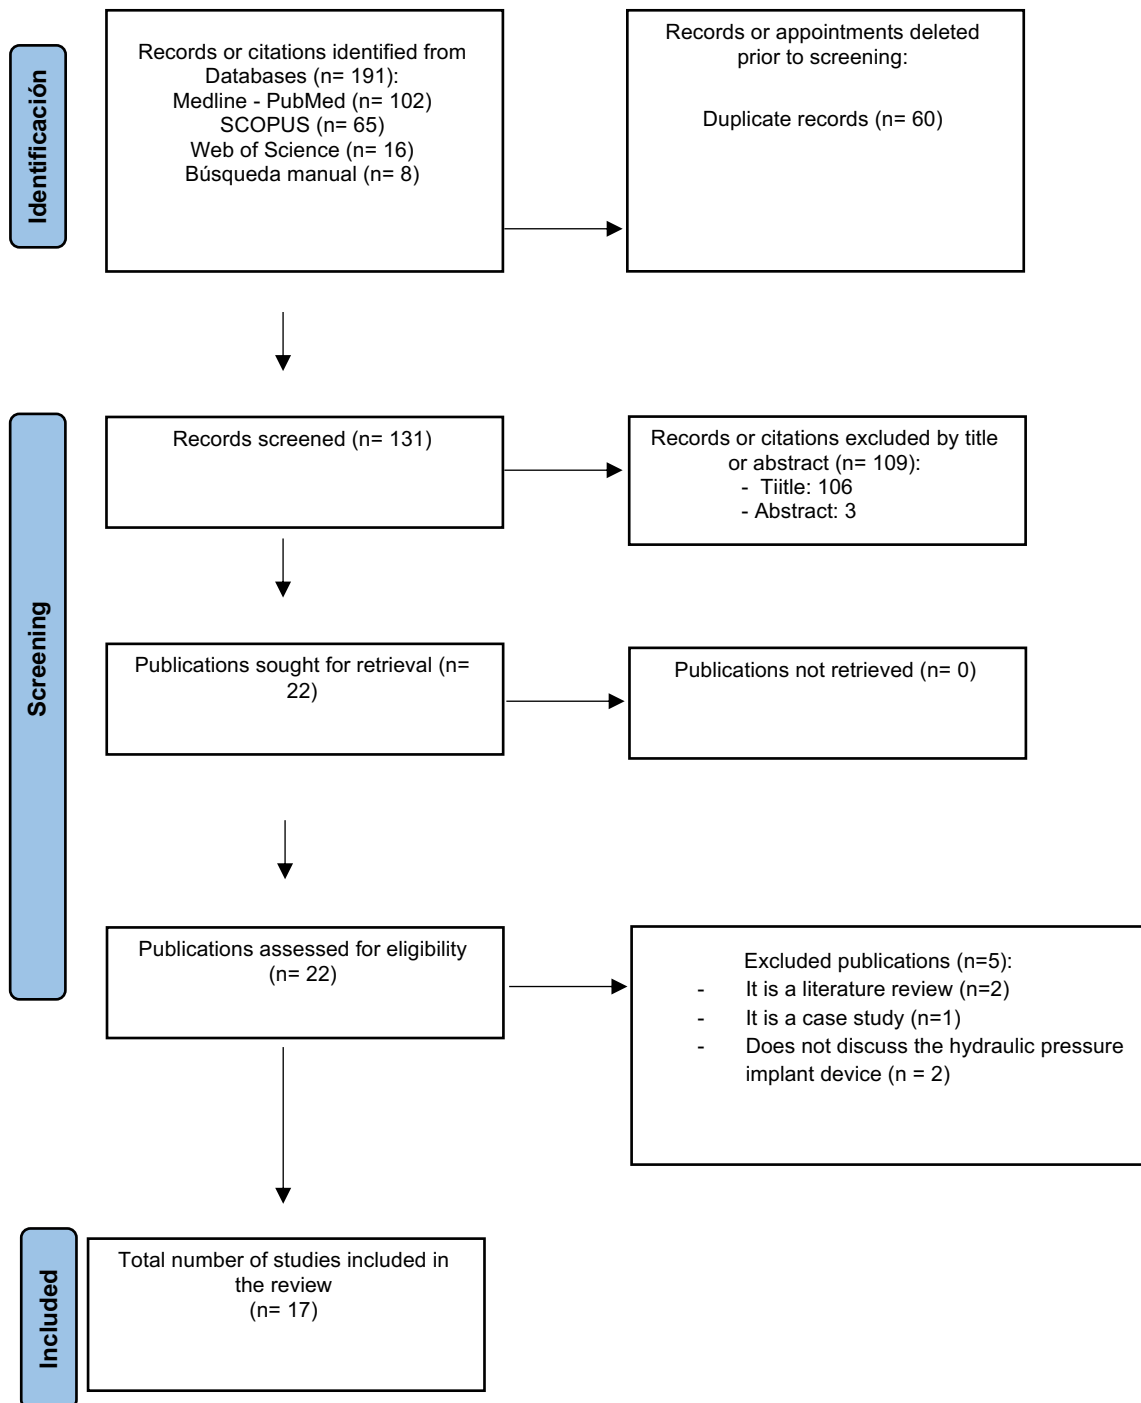 Identificación
Records or citations identified from
Databases (n= 191):
Medline - PubMed (n= 102)
SCOPUS (n= 65)
Web of Science (n= 16)
Búsqueda manual (n= 8)
Records or appointments deleted
prior to screening:
Duplicate records (n= 60)
Screening
Records screened (n= 131)
Records or citations excluded by title
or abstract (n= 109):
- Tiitle: 106
- Abstract: 3
Publications sought for retrieval (n=
22)
Publications not retrieved (n= 0)
Publications assessed for eligibility
(n= 22)
Excluded publications (n=5):
- It is a literature review (n=2)
- It is a case study (n=1)
- Does not discuss the hydraulic pressure
implant device (n = 2)
Included
Total number of studies included in
the review
(n= 17)